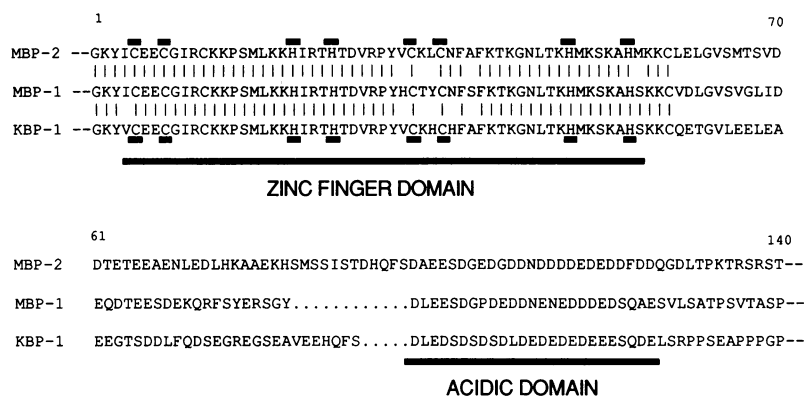 1 70
MBP-2 --GKYICEECGIRCKKPSMLKKHIRTHTDVRPYVCKLCNFAFKTKGNLTKHMKSKAHMKKCLELGVSMTSVD
MBP-1 --GKYICEECGIRCKKPSMLKKHIRTHTDVRPYHCTYCNFSFKTKGNLTKHMKSKAHSKKCVDLGVSVGLID
KBP-1 --GKYVCEECGIRCKKPSMLKKHIRTHTDVRPYVCKHCHFAFKTKGNLTKHMKSKAHSKKCQETGVLEELEA
ZINC FINGER DOMAIN
61 140
MBP-2 DTETEEAENLEDLHKAAEKHSMSSISTDHQFSDAEESDGEDGDDNDDDDEDEDDFDDQGDLTPKTRSRST--
MBP-1 EQDTEESDEKQRFSYERSGY............DLEESDGPDEDDNENEDDDEDSQAESVLSATPSVTASP--
KBP-1 EEGTSDDLFQDSEGREGSEAVEEHQFS.....DLEDSDSDSDLDEDEDEDEEESQDELSRPPSEAPPPGP--
ACIDIC DOMAIN